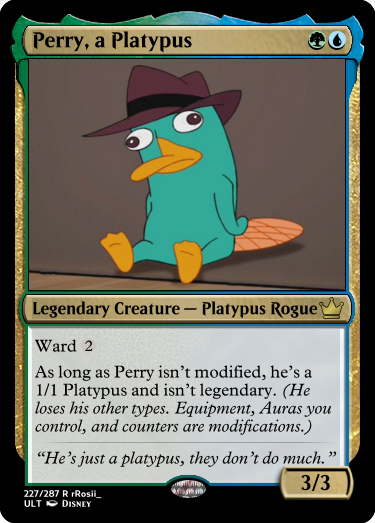 Perry, a Platypus
Legendary Creature — Platypus Rogue
Ward 2
As long as Perry isn't modified, he's a
1/1 Platypus and isn't legendary. (He
loses his other types. Equipment, Auras you
control, and counters are modifications.)
“He's just a platypus, they don't do much.”
3/3
227/287 R rRosii_
ULT DISNEY